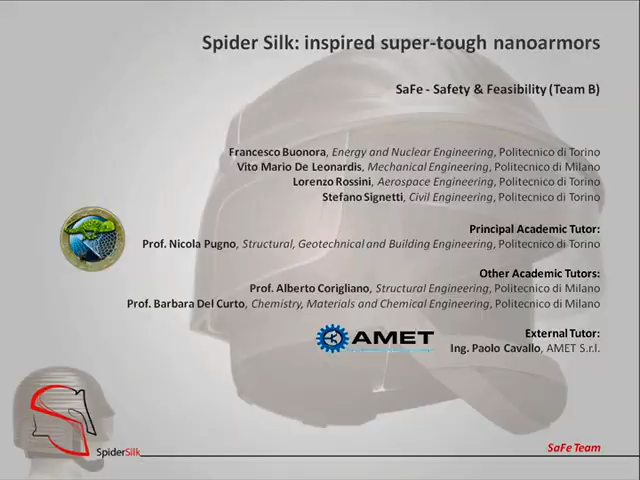 Spider Silk: inspired super-tough nanoarmors
SaFe - Safety & Feasibility (Team B)
Francesco Buonora, Energy and Nuclear Engineering, Politecnico di Torino
Vito Mario De Leonardis, Mechanical Engineering, Politecnico di Milano
Lorenzo Rossini, Aerospace Engineering, Politecnico di Torino
Stefano Signetti, Civil Engineering, Politecnico di Torino
Principal Academic Tutor:
Prof. Nicola Pugno, Structural, Geotechnical and Building Engineering, Politecnico di Torino
Other Academic Tutors:
Prof. Alberto Corigliano, Structural Engineering, Politecnico di Milano
Prof. Barbara Del Curto, Chemistry, Materials and Chemical Engineering, Politecnico di Milano
AMET
External Tutor:
Ing. Paolo Cavallo, AMET S.r.l.
SpiderSilk
SaFe Team